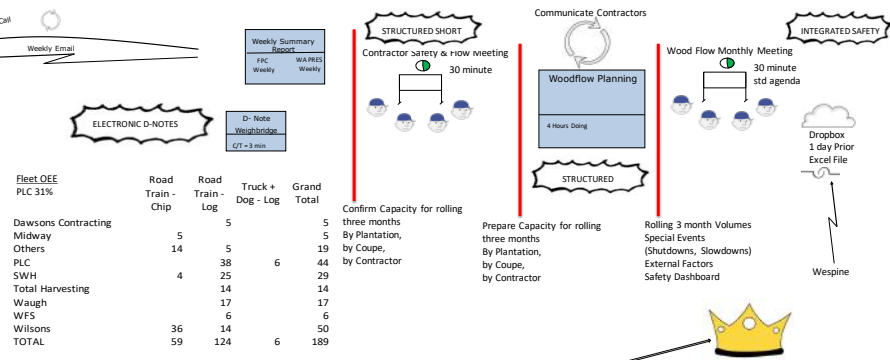 Call
Weekly Email
Weekly Summary
Report
FPC
Weekly
WA PRES
Weekly
ELECTRONIC D-NOTES
D- Note
Weighbridge
C/T = 3 min
Fleet OEE
PLC 31%
Road Train - Chip Road Train - Log Truck + Dog - Log Grand Total
Dawsons Contracting 5 5
Midway 5 5
Others 14 5 19
PLC 38 6 44
SWH 4 25 29
Total Harvesting 14 14
Waugh 17 17
WFS 6 6
Wilsons 36 14 50
TOTAL 59 124 6 189
STRUCTURED SHORT
Contractor Safety & Flow Meeting
30 minute
Confirm Capacity for rolling
three months
By Plantation,
by Coupe,
by Contractor
Communicate Contractors
Woodflow Planning
4 Hours Doing
STRUCTURED
Prepare Capacity for rolling
three months
By Plantation,
by Coupe,
by Contractor
Wood Flow Monthly Meeting
30 minute
std agenda
Rolling 3 month Volumes
Special Events
(Shutdowns, Slowdowns)
External Factors
Safety Dashboard
INTEGRATED SAFETY
Dropbox
1 day Prior
Excel File
Wespine